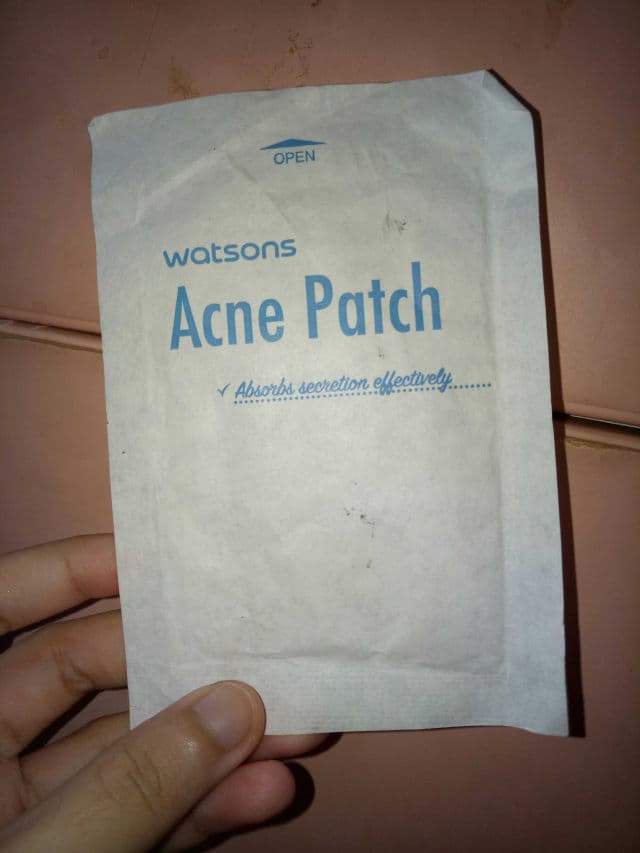 OPEN
watsons
Acne Patch
✓ Absorbs secretion effectively